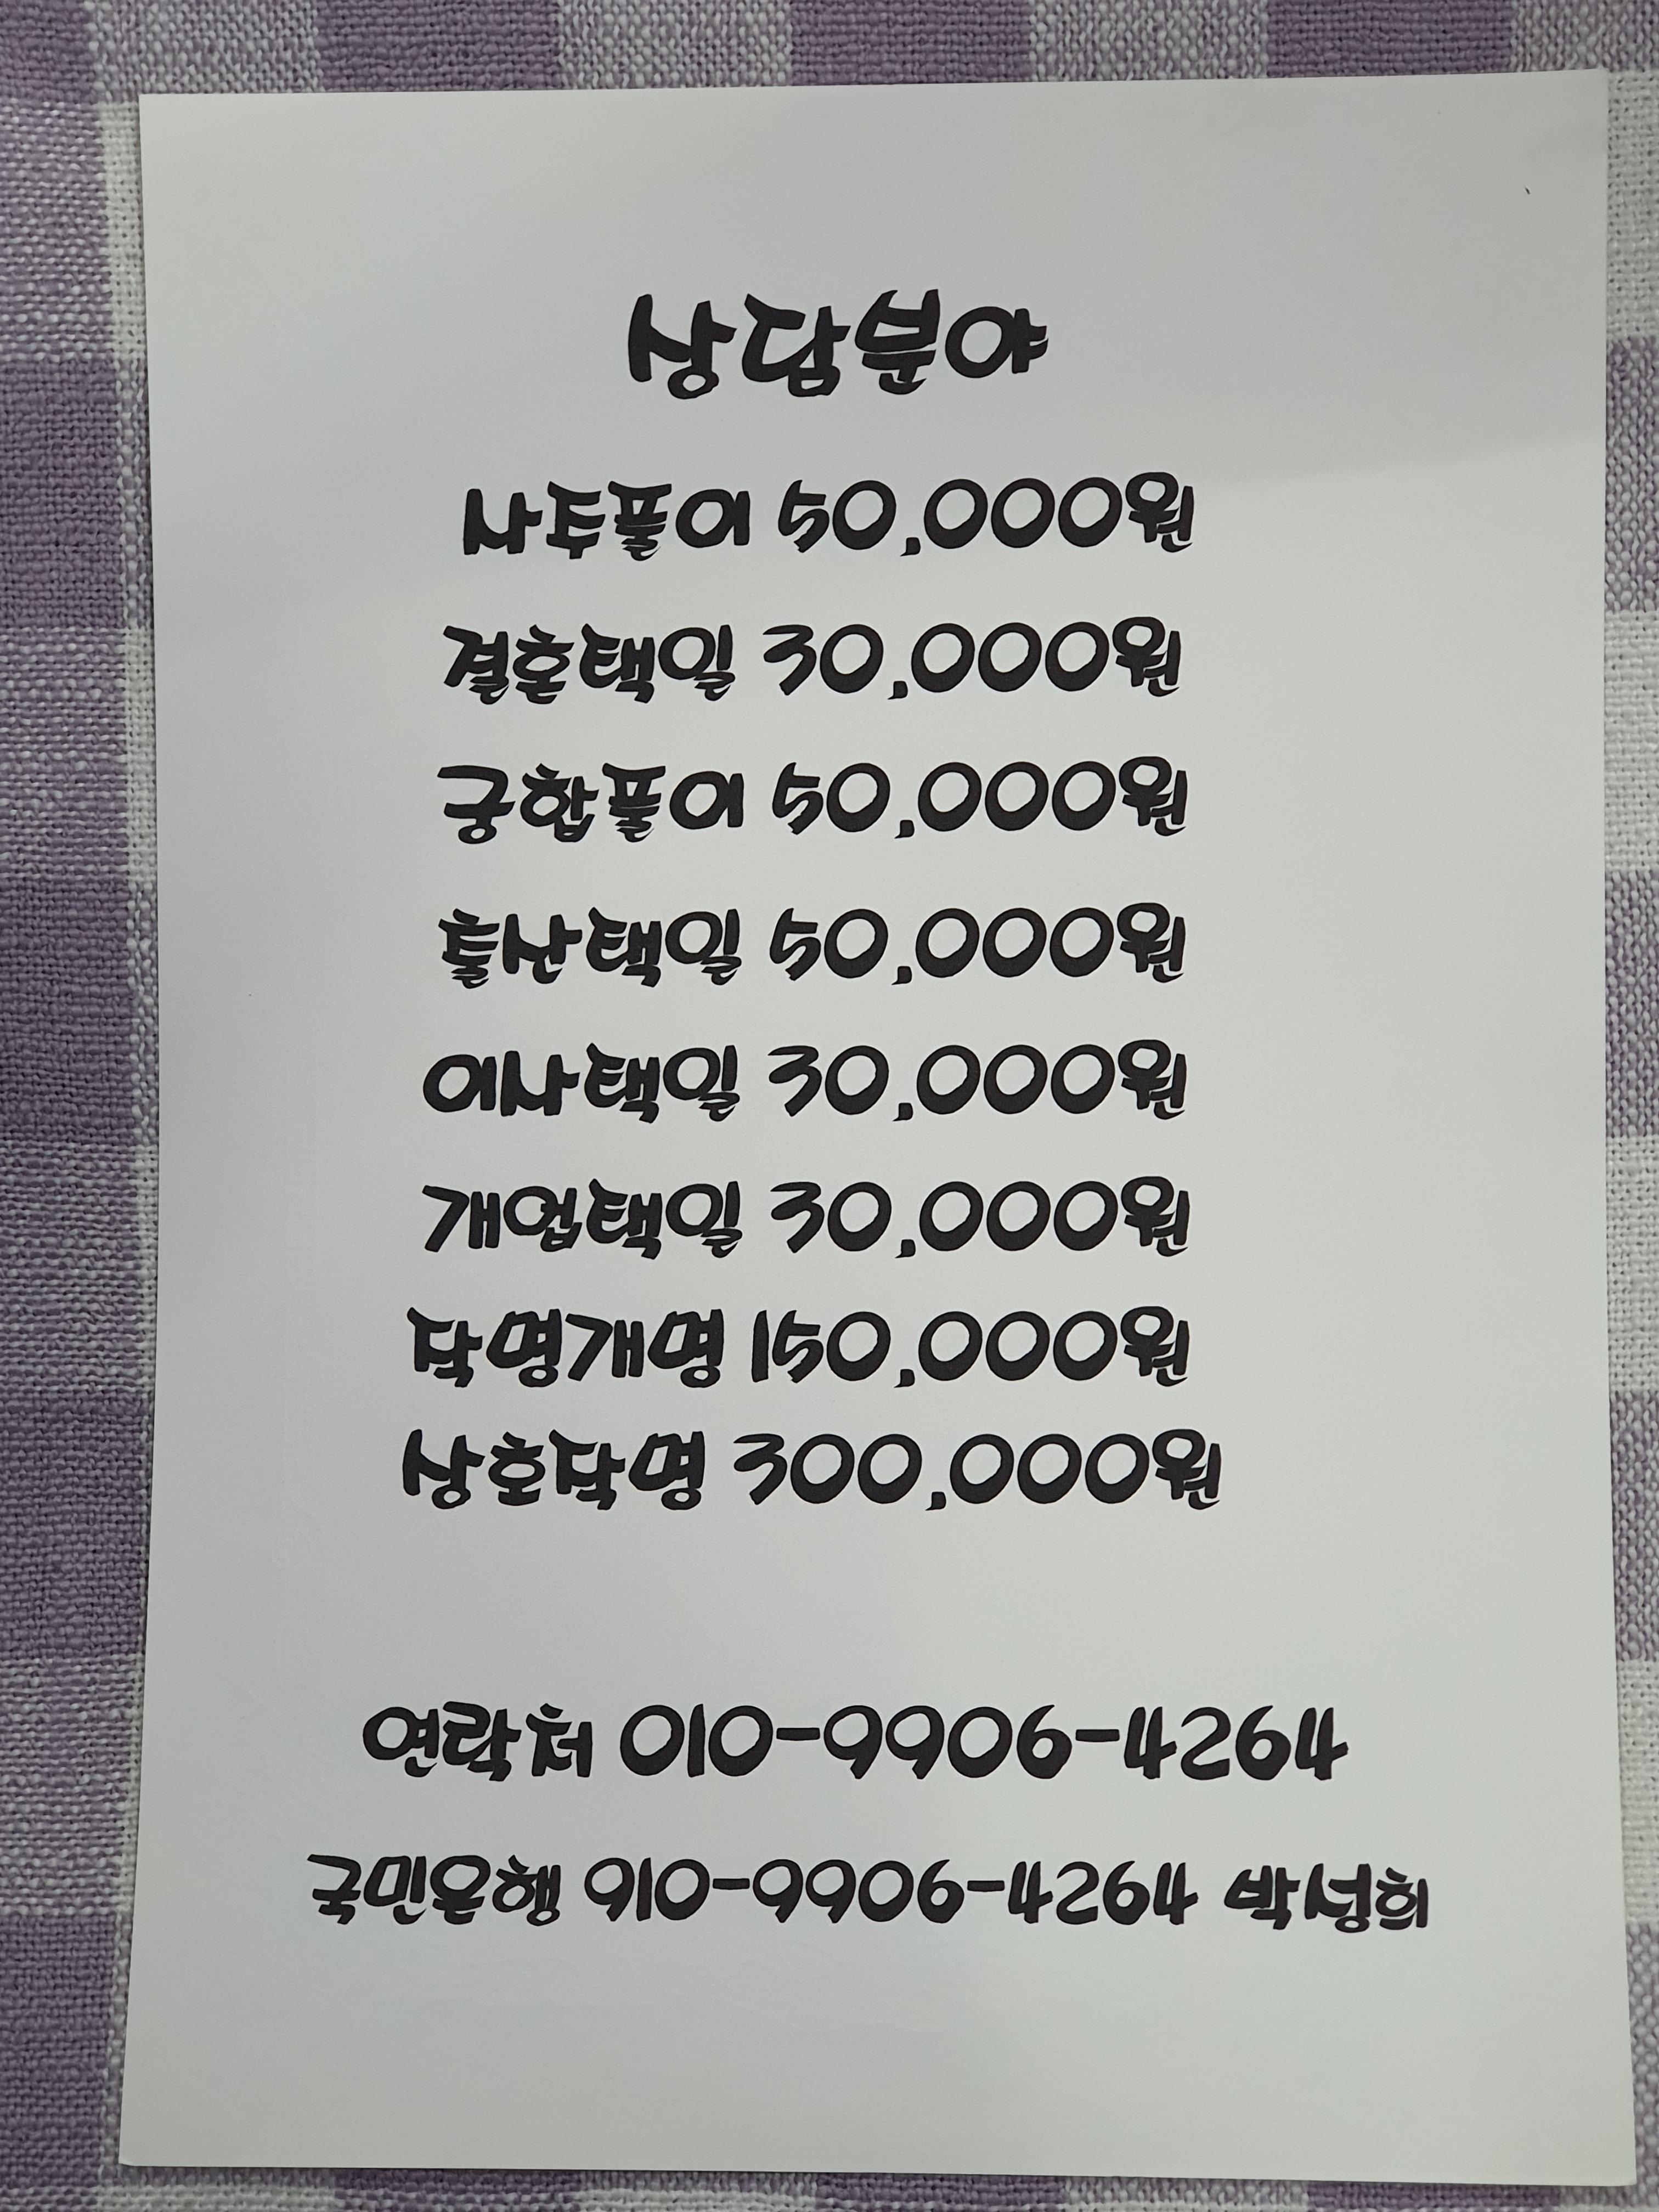 상담분야
사주풀이 50,000원
결혼택일 30,000원
궁합풀이 50,000원
출산택일 50,000원
이사택일 30,000원
개업택일 30,000원
작명개명 150,000원
상호작명 300,000원
연락처 010-9906-4264
국민은행 910-9906-4264 박성희